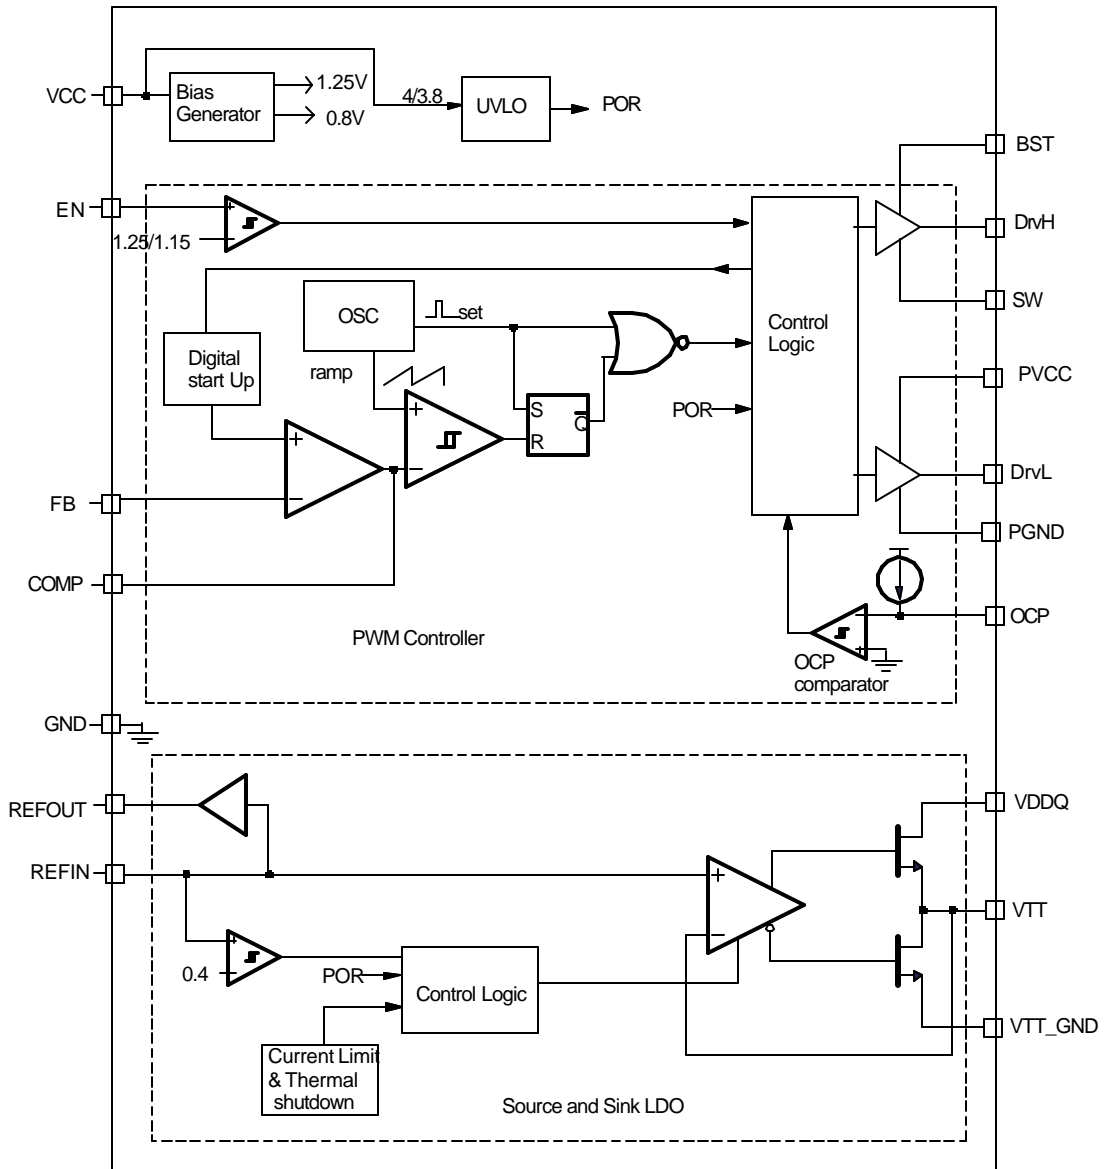 VCC
Bias
Generator
1.25V
0.8V
4/3.8
UVLO
POR
BST
EN
+
1.25/1.15
DrvH
SW
OSC
set
ramp
Digital
start Up
Control
Logic
PVCC
+
+
S
R
Q
POR
DrvL
FB
PGND
COMP
PWM Controller
OCP
+
OCP
comparator
GND
REFOUT
VDDQ
REFIN
+
VTT
+
0.4
POR
Control Logic
VTT_GND
Current Limit
& Thermal
shutdown
Source and Sink LDO